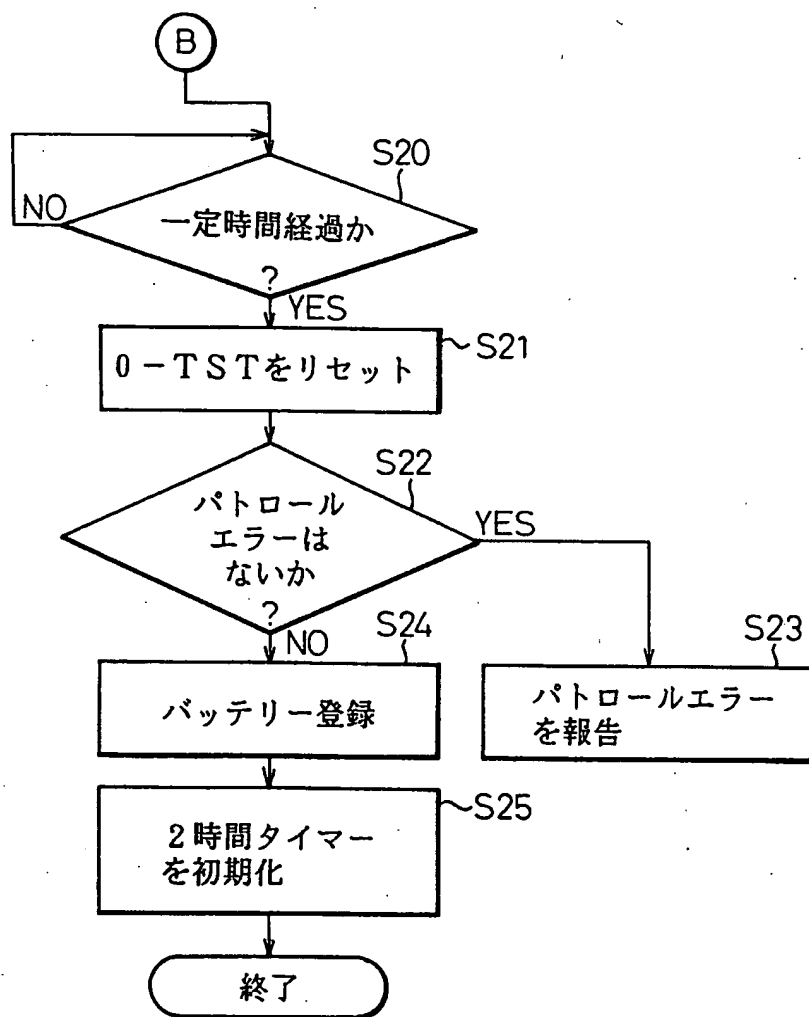 B
S20
NO
一定時間経過か
?
YES
0-TSTをリセット
S21
S22
パトロール
エラーは
ないか
?
YES
NO
S24
バッテリー登録
S23
パトロールエラー
を報告
S25
2時間タイマー
を初期化
終了